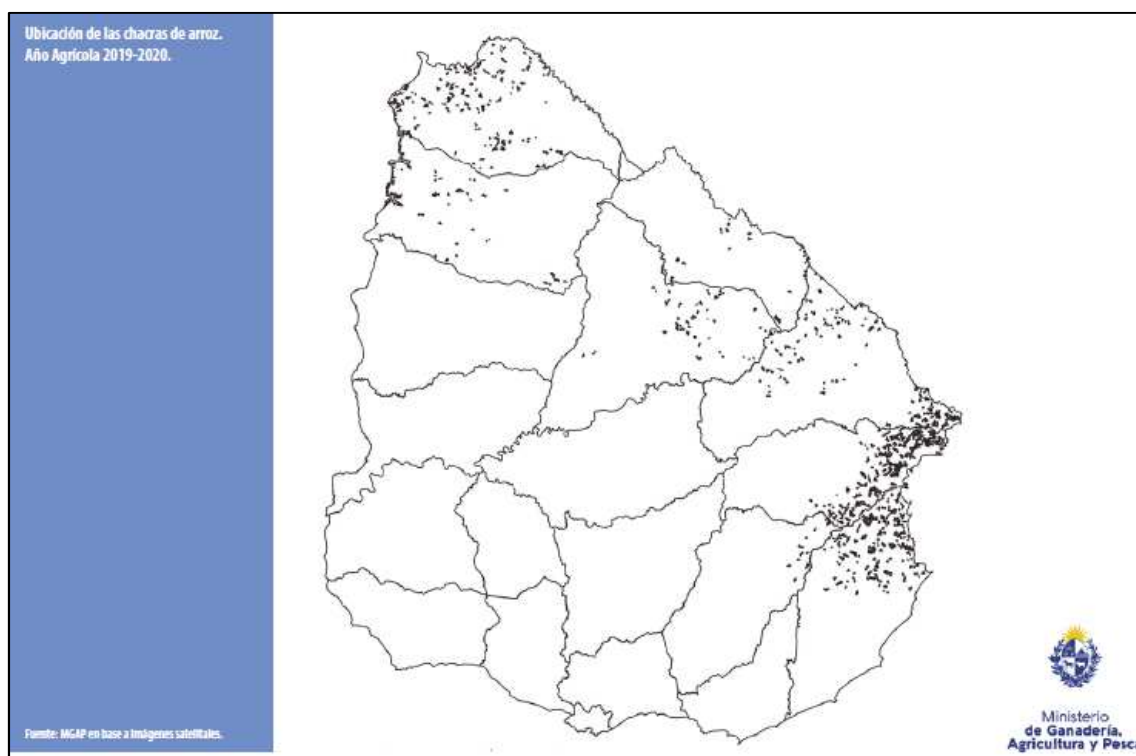 Ubicación de las chacras de arroz.
Año Agrícola 2019-2020.
Fuente: MGAP en base a imágenes satelitales.
Ministerio
de Ganadería,
Agricultura y Pesca